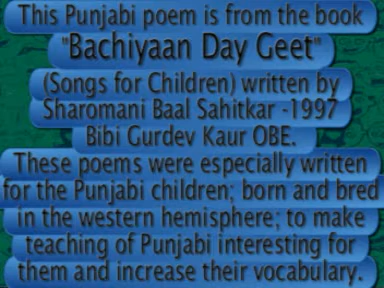 This Punjabi poem is from the book
"Bachiyaan Day Geet"
(Songs for Children) written by
Sharomani Baal Sahitkar -1997
Bibi Gurdev Kaur OBE.
These poems were especially written
for the Punjabi children; born and bred
in the western hemisphere; to make
teaching of Punjabi interesting for
them and increase their vocabulary.